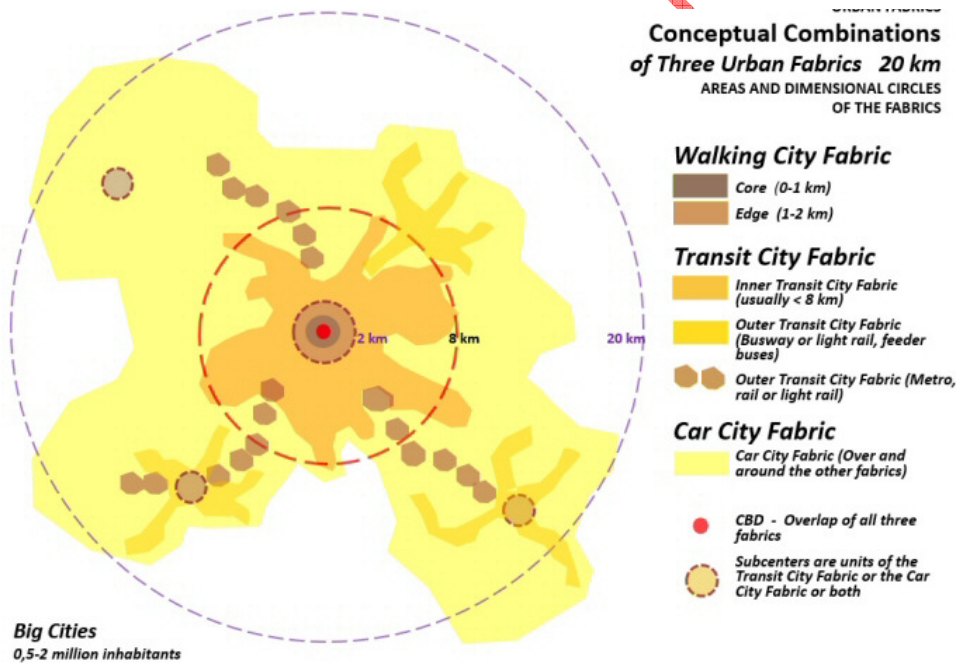 URBAN FABRICS
Conceptual Combinations
of Three Urban Fabrics 20 km
AREAS AND DIMENSIONAL CIRCLES
OF THE FABRICS
Walking City Fabric
Core (0-1 km)
Edge (1-2 km)
Transit City Fabric
Inner Transit City Fabric
(usually < 8 km)
Outer Transit City Fabric
(Busway or light rail, feeder
buses)
Outer Transit City Fabric (Metro,
rail or light rail)
Car City Fabric
Car City Fabric (Over and
around the other fabrics)
CBD - Overlap of all three
fabrics
Subcenters are units of the
Transit City Fabric or the Car
City Fabric or both
2 km
8 km
20 km
Big Cities
0,5-2 million inhabitants